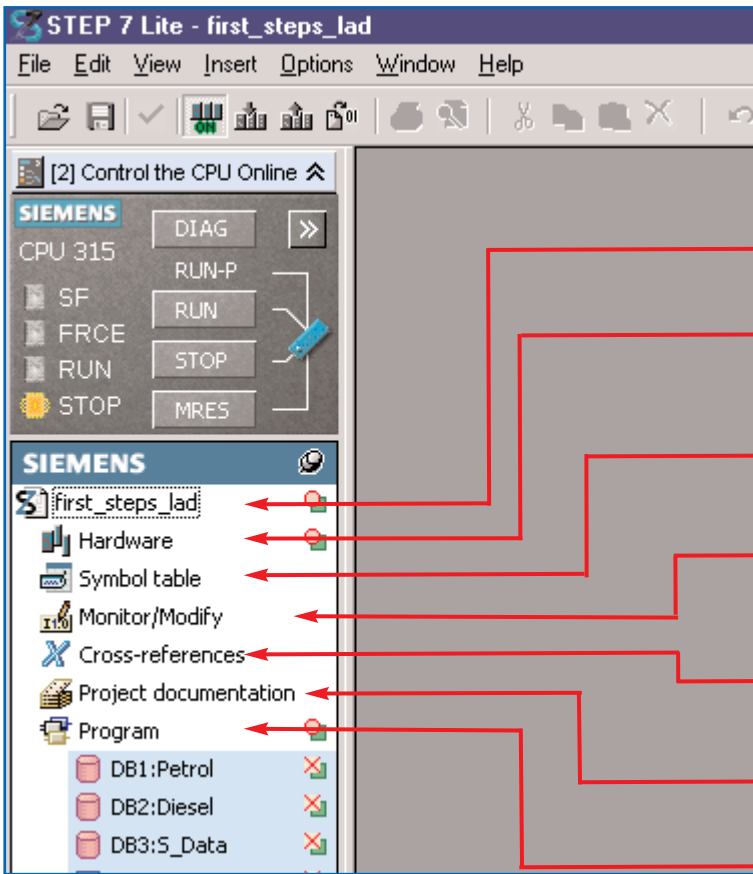 STEP 7 Lite - first_steps_lad
File Edit View Insert Options Window Help
ON
[2] Control the CPU Online
SIEMENS
CPU 315
DIAG
RUN-P
SF
RUN
FRCE
RUN
STOP
STOP
MRES
SIEMENS
first_steps_lad
Hardware
Symbol table
Monitor/Modify
Cross-references
Project documentation
Program
DB1:Petrol
DB2:Diesel
DB3:S_Data